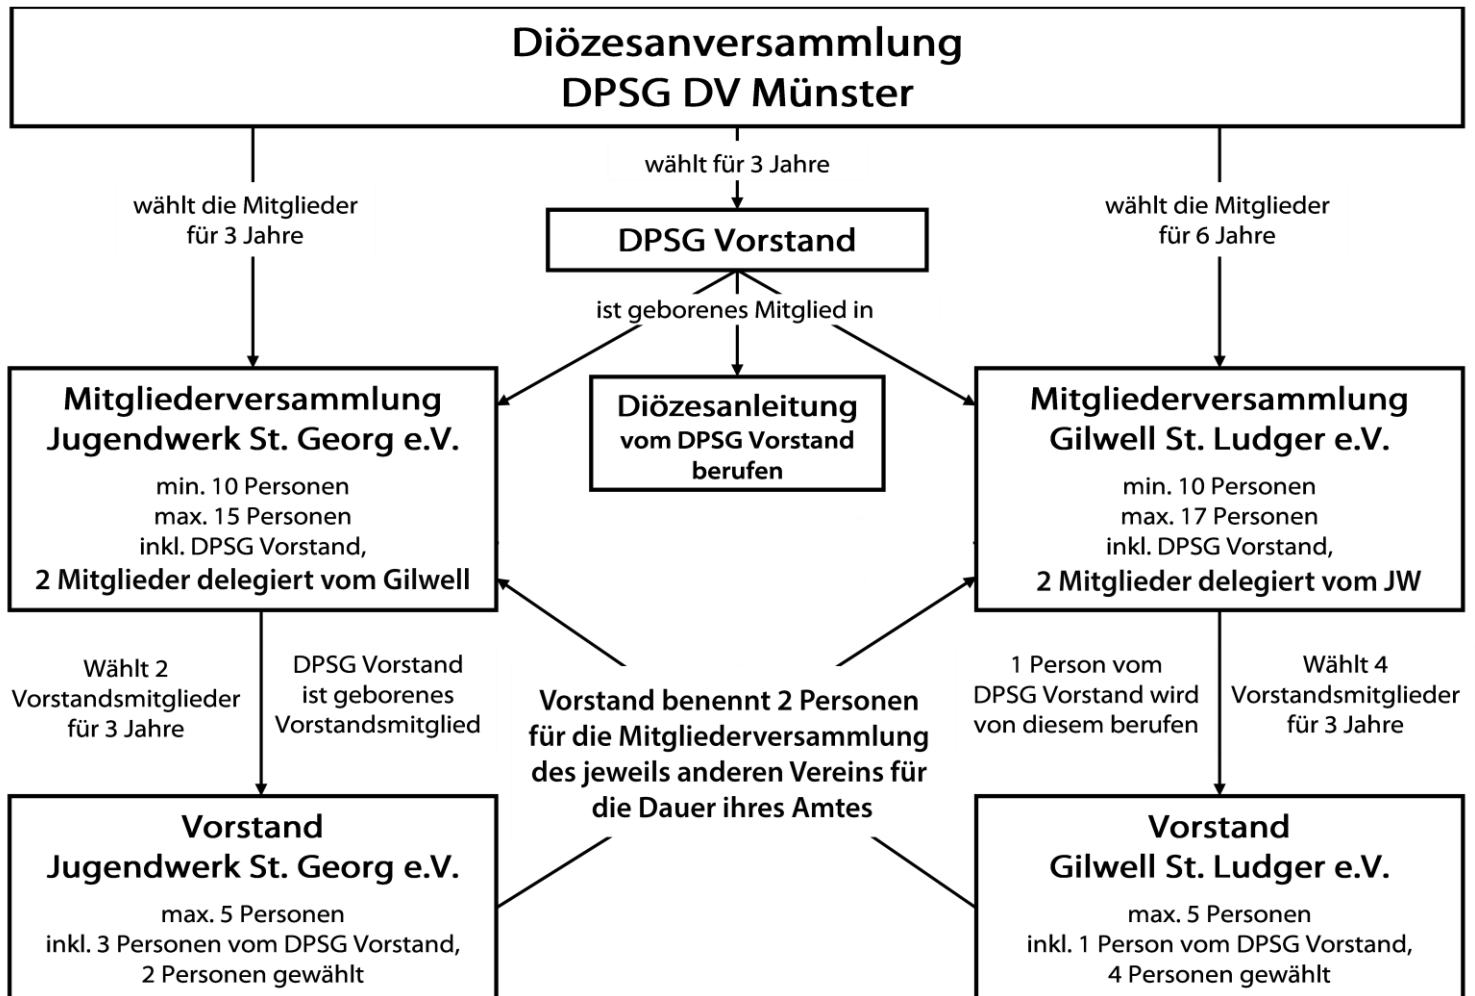 Diözesanversammlung
DPSG DV Münster
wählt für 3 Jahre
wählt die Mitglieder
für 3 Jahre
wählt die Mitglieder
für 6 Jahre
DPSG Vorstand
ist geborenes Mitglied in
Mitgliederversammlung
Jugendwerk St. Georg e.V.
min. 10 Personen
max. 15 Personen
inkl. DPSG Vorstand,
2 Mitglieder delegiert vom Gilwell
Diözesanleitung
vom DPSG Vorstand
berufen
Mitgliederversammlung
Gilwell St. Ludger e.V.
min. 10 Personen
max. 17 Personen
inkl. DPSG Vorstand,
2 Mitglieder delegiert vom JW
Wählt 2
Vorstandsmitglieder
für 3 Jahre
DPSG Vorstand
ist geborenes
Vorstandsmitglied
Vorstand benennt 2 Personen
für die Mitgliederversammlung
des jeweils anderen Vereins für
die Dauer ihres Amtes
1 Person vom
DPSG Vorstand wird
von diesem berufen
Wählt 4
Vorstandsmitglieder
für 3 Jahre
Vorstand
Jugendwerk St. Georg e.V.
max. 5 Personen
inkl. 3 Personen vom DPSG Vorstand,
2 Personen gewählt
Vorstand
Gilwell St. Ludger e.V.
max. 5 Personen
inkl. 1 Person vom DPSG Vorstand,
4 Personen gewählt